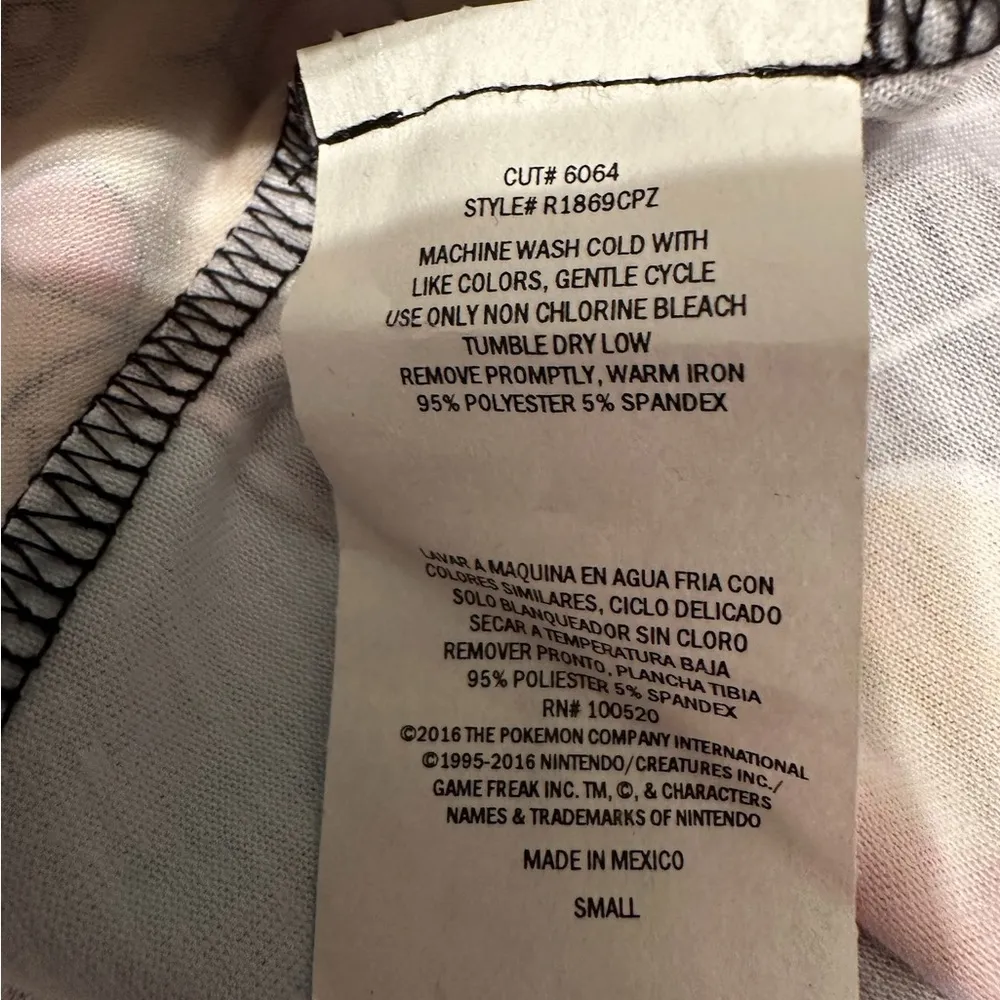 CUT# 6064
STYLE# R1869CPZ
MACHINE WASH COLD WITH
LIKE COLORS, GENTLE CYCLE
USE ONLY NON CHLORINE BLEACH
TUMBLE DRY LOW
REMOVE PROMPTLY, WARM IRON
95% POLYESTER 5% SPANDEX
LAVAR A MAQUINA EN AGUA FRIA CON
COLORES SIMILARES, CICLO DELICADO
SOLO BLANQUEADOR SIN CLORO
SECAR A TEMPERATURA BAJA
REMOVER PRONTO, PLANCHA TIBIA
95% POLIESTER 5% SPANDEX
RN# 100520
©2016 THE POKEMON COMPANY INTERNATIONAL
©1995-2016 NINTENDO/CREATURES INC./
GAME FREAK INC. TM, ©, & CHARACTERS
NAMES & TRADEMARKS OF NINTENDO
MADE IN MEXICO
SMALL